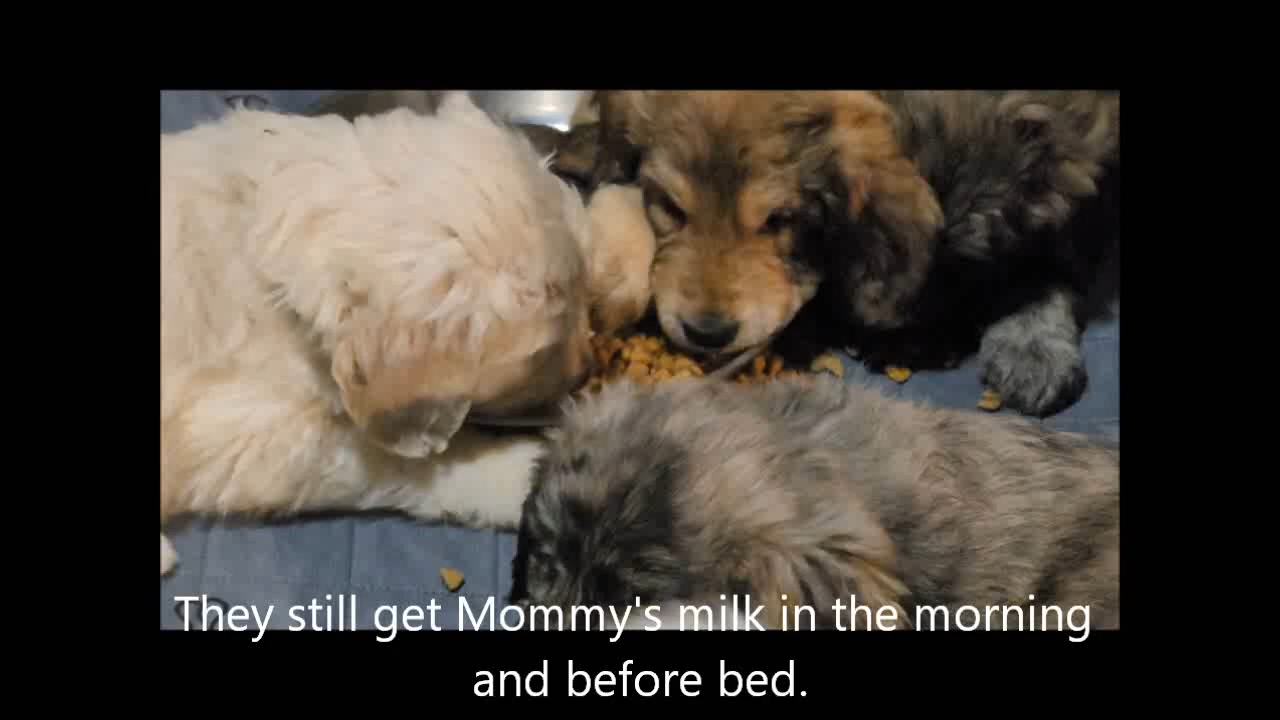 They still get Mommy's milk in the morning
and before bed.